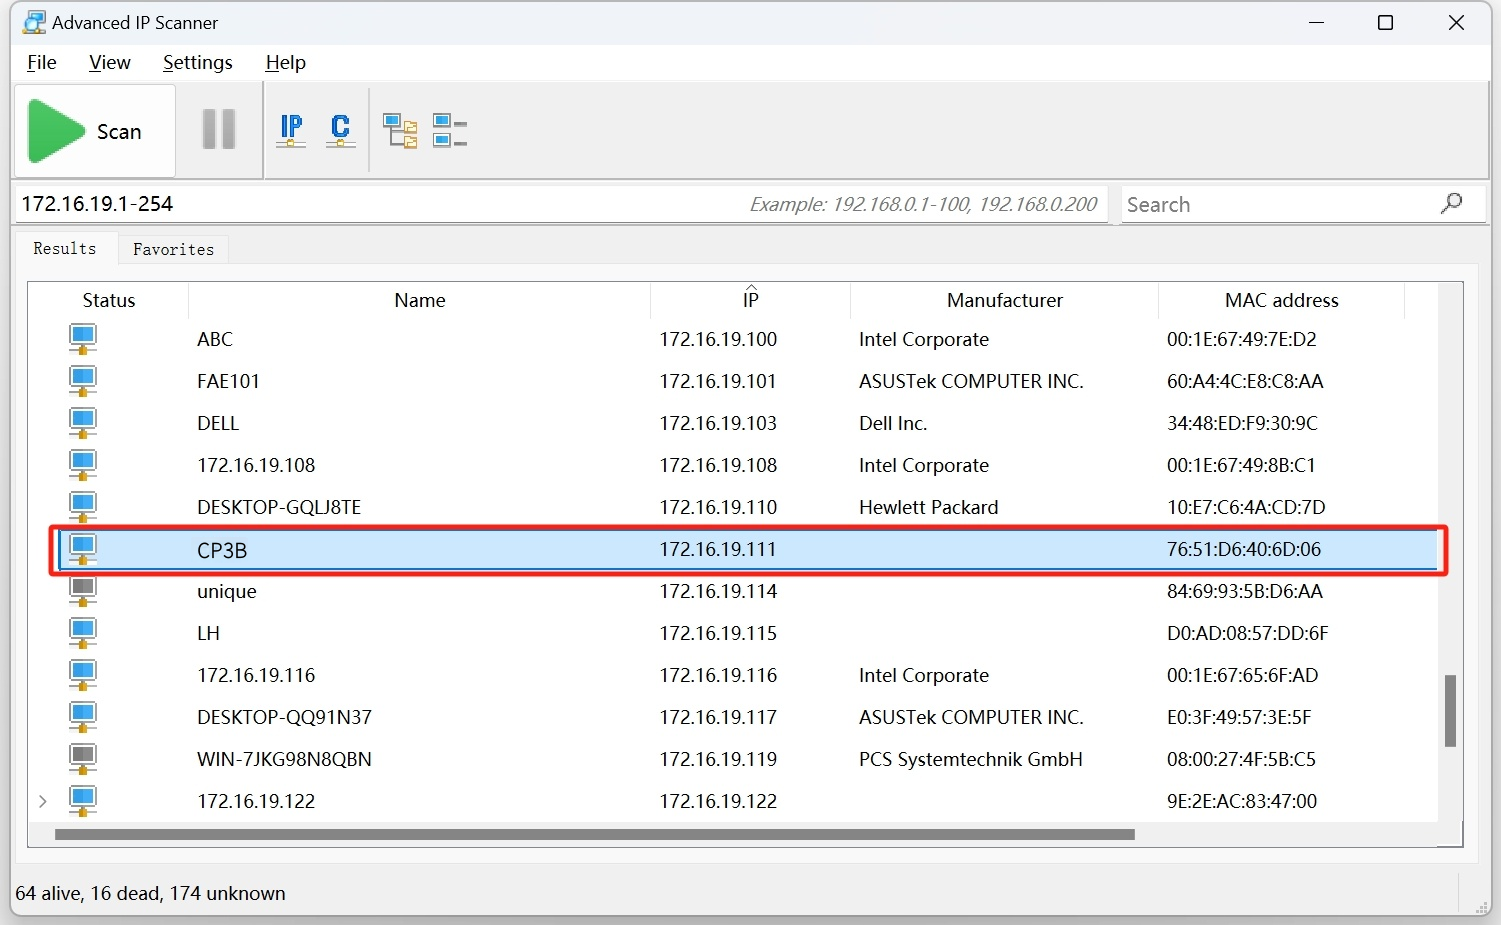 Advanced IP Scanner
File View Settings Help
Scan IP C
172.16.19.1-254 Example: 192.168.0.1-100, 192.168.0.200 Search
Results Favorites
Status Name IP Manufacturer MAC address
ABC 172.16.19.100 Intel Corporate 00:1E:67:49:7E:D2
FAE101 172.16.19.101 ASUSTek COMPUTER INC. 60:A4:4C:E8:C8:AA
DELL 172.16.19.103 Dell Inc. 34:48:ED:F9:30:9C
172.16.19.108 172.16.19.108 Intel Corporate 00:1E:67:49:8B:C1
DESKTOP-GQLJ8TE 172.16.19.110 Hewlett Packard 10:E7:C6:4A:CD:7D
CP3B 172.16.19.111 76:51:D6:40:6D:06
unique 172.16.19.114 84:69:93:5B:D6:AA
LH 172.16.19.115 D0:AD:08:57:DD:6F
172.16.19.116 172.16.19.116 Intel Corporate 00:1E:67:65:6F:AD
DESKTOP-QQ91N37 172.16.19.117 ASUSTek COMPUTER INC. E0:3F:49:57:3E:5F
WIN-7JKG98N8QBN 172.16.19.119 PCS Systemtechnik GmbH 08:00:27:4F:5B:C5
172.16.19.122 172.16.19.122 9E:2E:AC:83:47:00
64 alive, 16 dead, 174 unknown